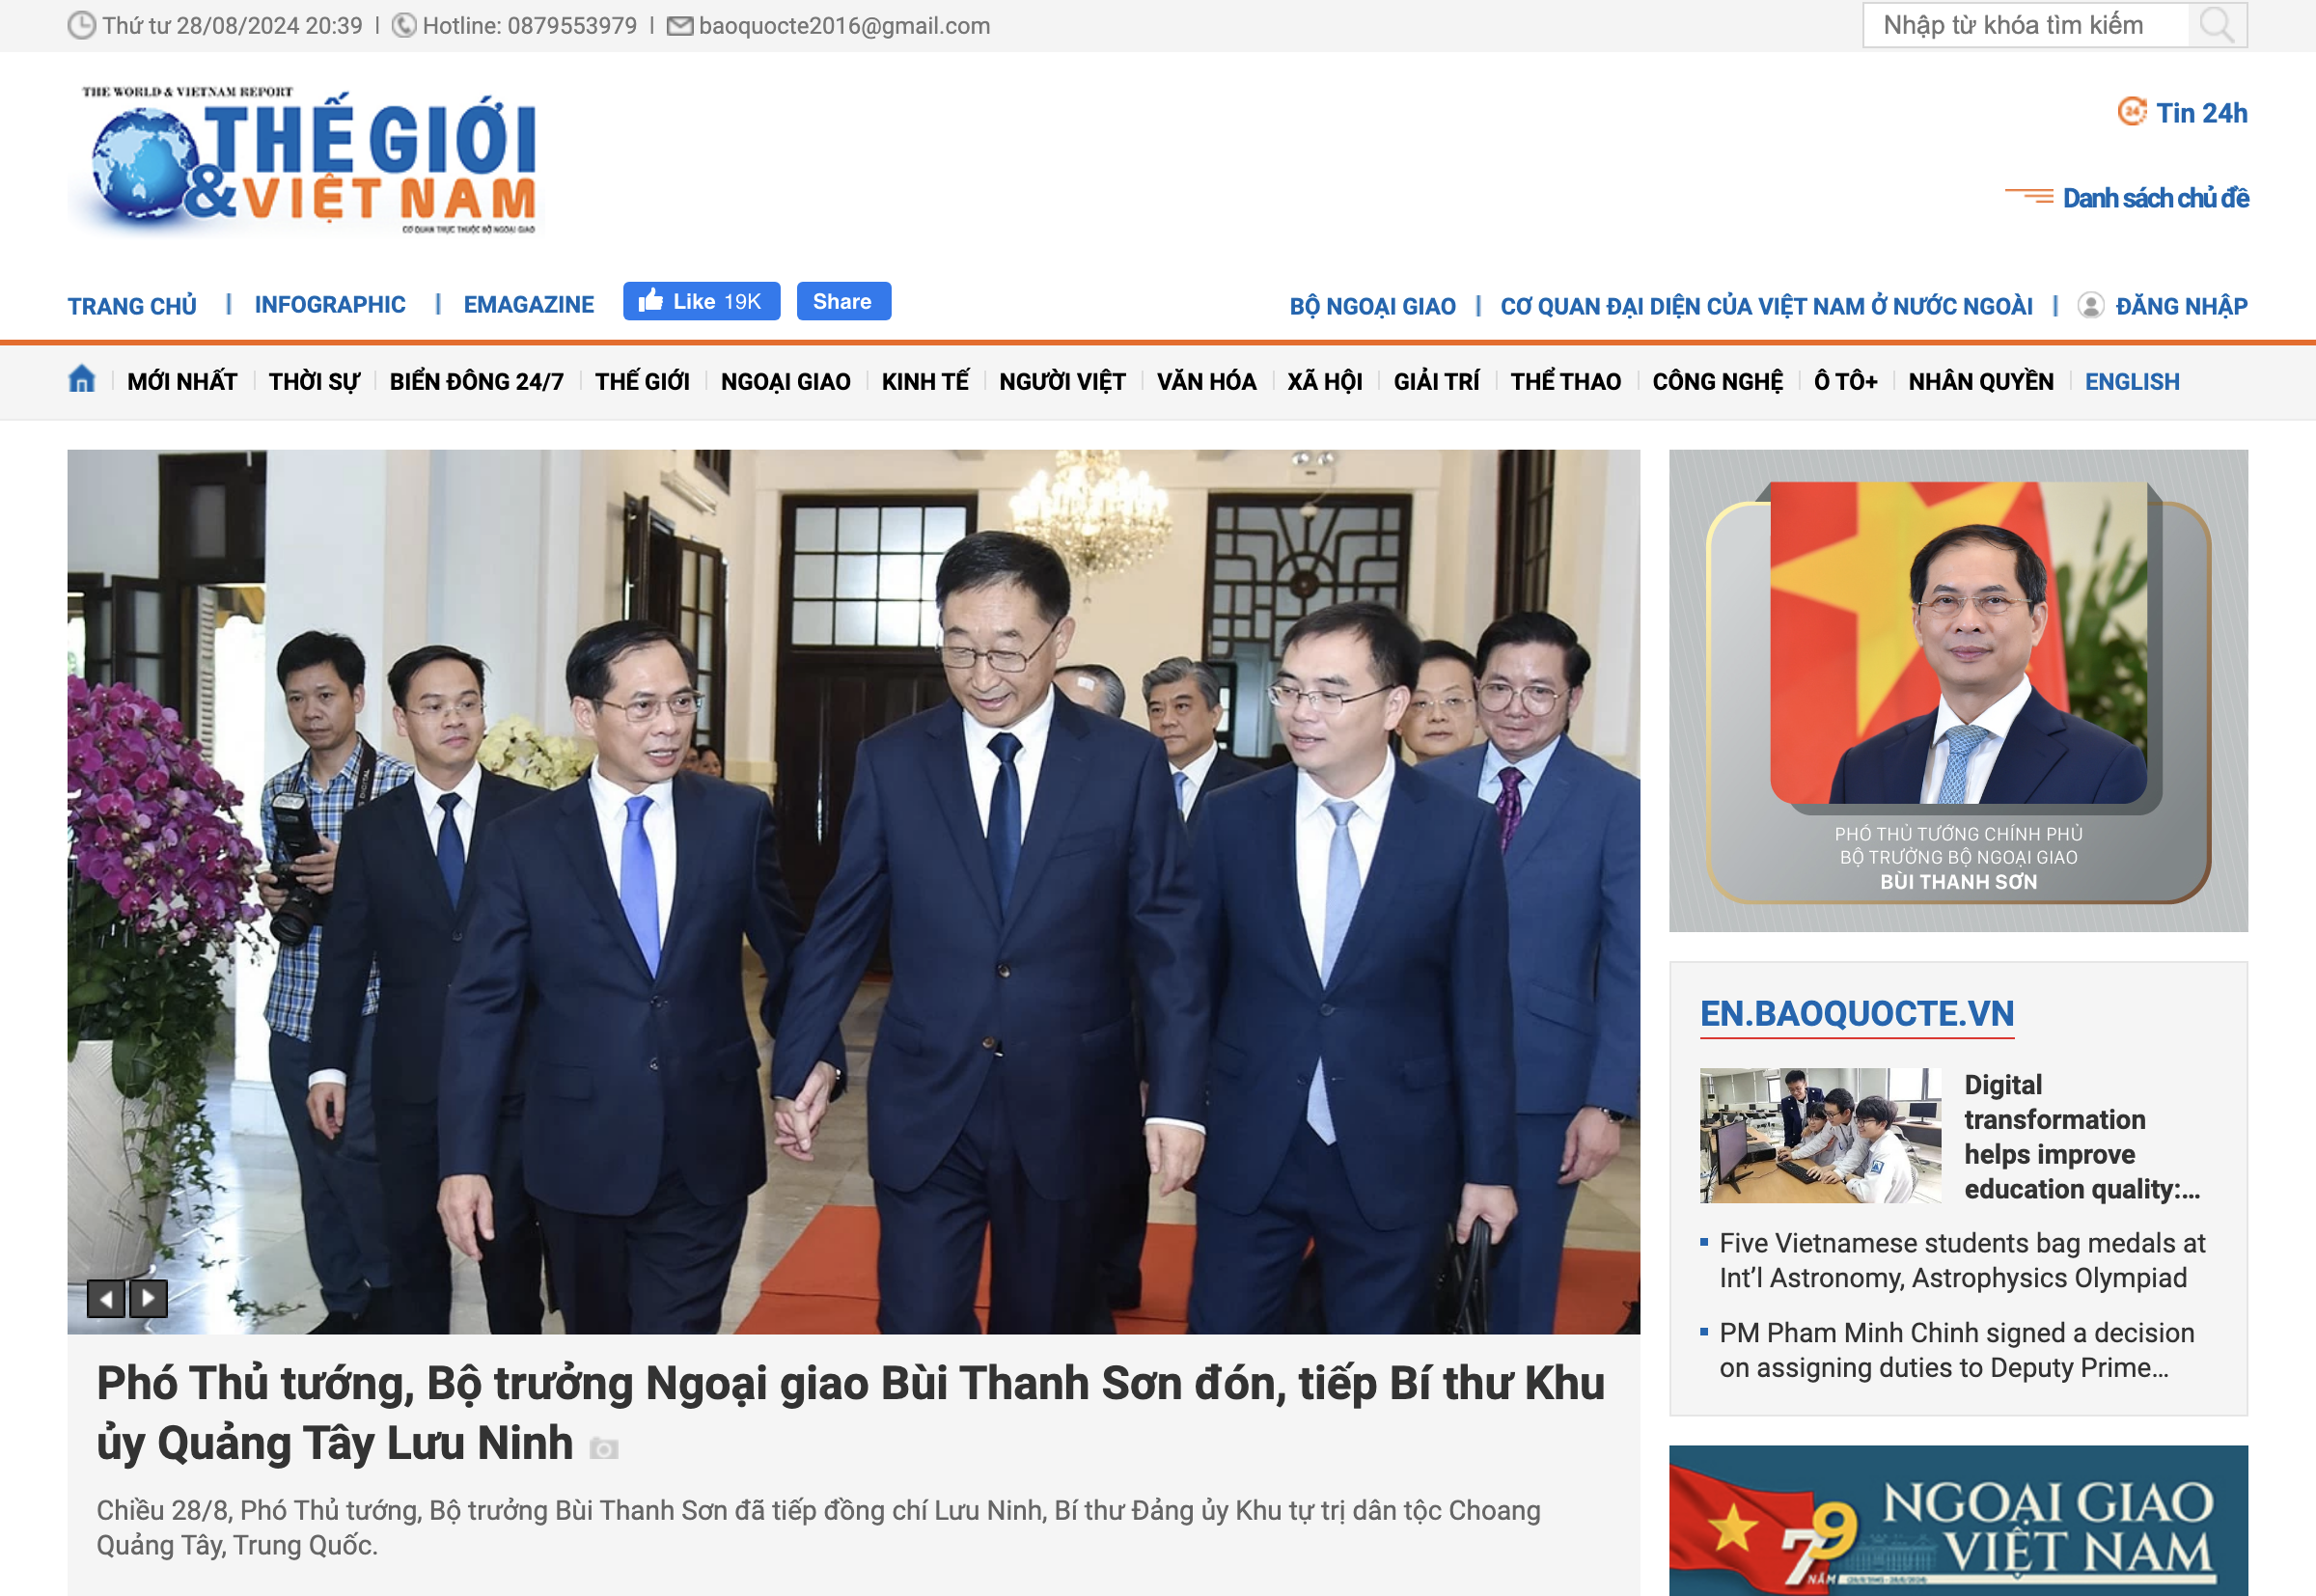 Thứ tư 28/08/2024 20:39 | Hotline: 0879553979 | baoquocte2016@gmail.com
Nhập từ khóa tìm kiếm
THE WORLD & VIETNAM REPORT
THẾ GIỚI
& VIỆT NAM
CƠ QUAN TRỰC THUỘC BỘ NGOẠI GIAO
24
Tin 24h
Danh sách chủ đề
TRANG CHỦ | INFOGRAPHIC | EMAGAZINE
Like 19K
Share
BỘ NGOẠI GIAO | CƠ QUAN ĐẠI DIỆN CỦA VIỆT NAM Ở NƯỚC NGOÀI | ĐĂNG NHẬP
MỚI NHẤT | THỜI SỰ | BIỂN ĐÔNG 24/7 | THẾ GIỚI | NGOẠI GIAO | KINH TẾ | NGƯỜI VIỆT | VĂN HÓA | XÃ HỘI | GIẢI TRÍ | THỂ THAO | CÔNG NGHỆ | Ô TÔ+ | NHÂN QUYỀN | ENGLISH
DIGITAL
Phó Thủ tướng, Bộ trưởng Ngoại giao Bùi Thanh Sơn đón, tiếp Bí thư Khu
ủy Quảng Tây Lưu Ninh
Chiều 28/8, Phó Thủ tướng, Bộ trưởng Bùi Thanh Sơn đã tiếp đồng chí Lưu Ninh, Bí thư Đảng ủy Khu tự trị dân tộc Choang
Quảng Tây, Trung Quốc.
PHÓ THỦ TƯỚNG CHÍNH PHỦ
BỘ TRƯỞNG BỘ NGOẠI GIAO
BÙI THANH SƠN
EN.BAOQUOCTE.VN
Digital
transformation
helps improve
education quality:...
Five Vietnamese students bag medals at
Int’l Astronomy, Astrophysics Olympiad
PM Pham Minh Chinh signed a decision
on assigning duties to Deputy Prime...
79
NĂM
NGOẠI GIAO
VIỆT NAM